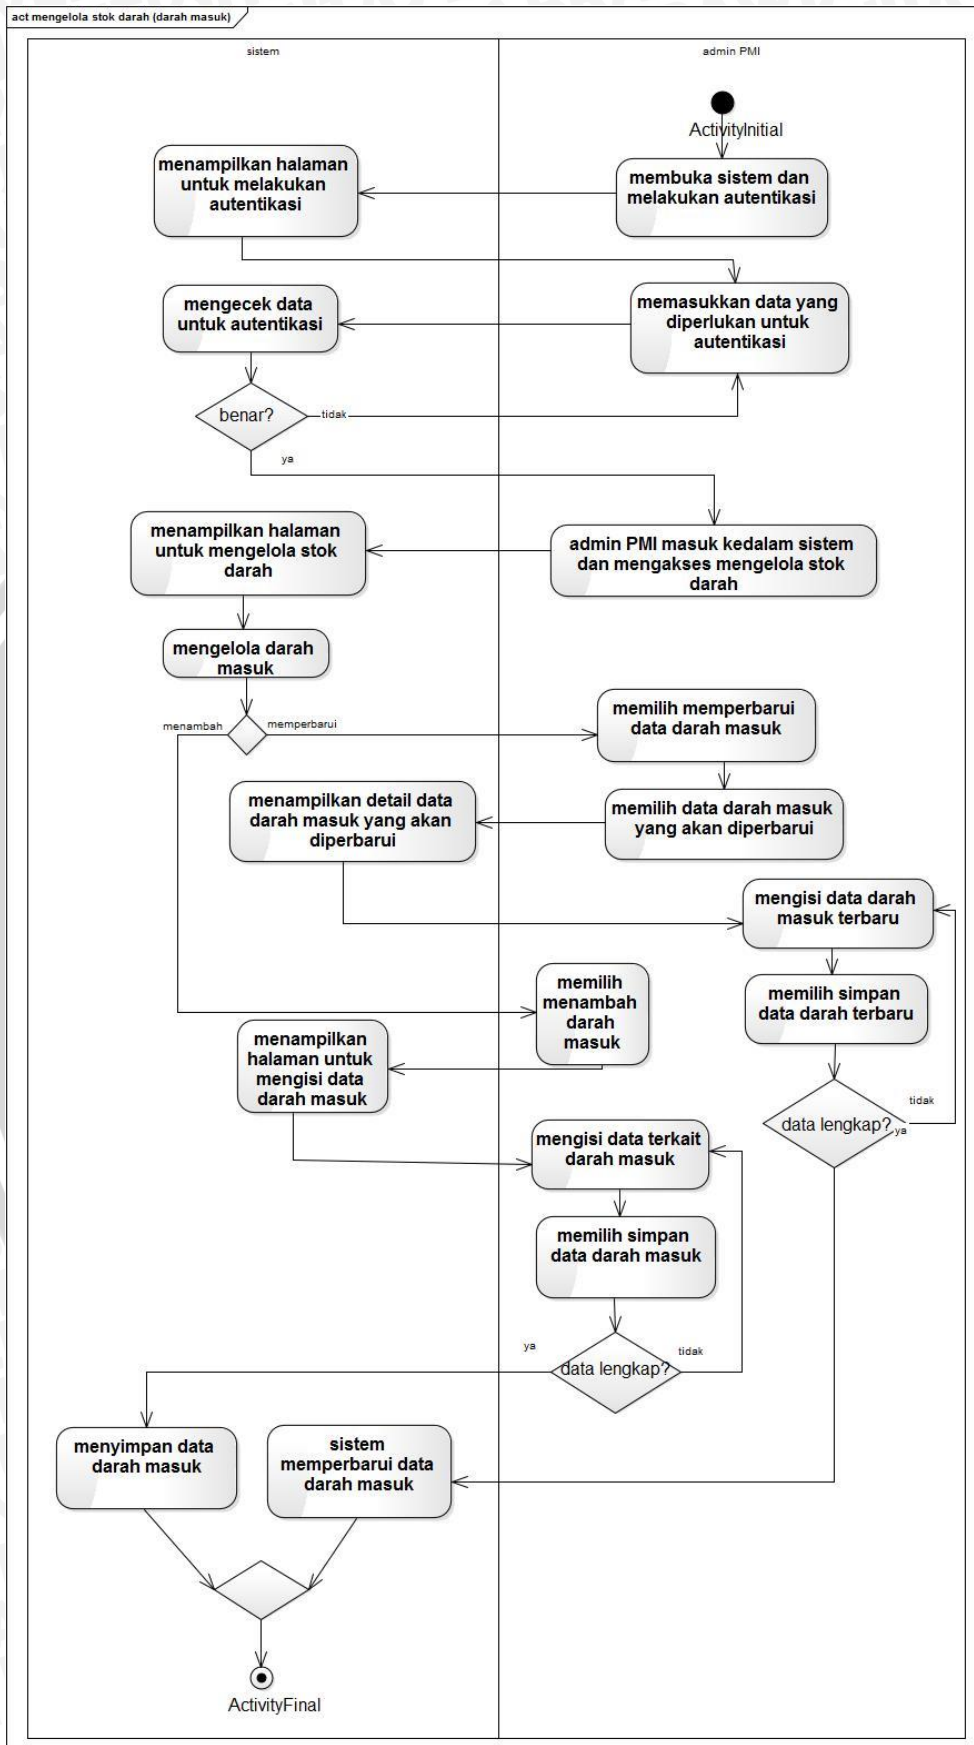 act mengelola stok darah (darah masuk)
sistem
admin PMI
ActivityInitial
menampilkan halaman
untuk melakukan
autentikasi
membuka sistem dan
melakukan autentikasi
mengecek data
untuk autentikasi
memasukkan data yang
diperlukan untuk
autentikasi
benar?
tidak
ya
menampilkan halaman
untuk mengelola stok
darah
admin PMI masuk kedalam sistem
dan mengakses mengelola stok
darah
mengelola darah
masuk
menambah
memperbarui
memilih memperbarui
data darah masuk
menampilkan detail data
darah masuk yang akan
diperbarui
memilih data darah masuk
yang akan diperbarui
mengisi data darah
masuk terbaru
memilih
menambah
darah
masuk
memilih simpan
data darah terbaru
menampilkan
halaman untuk
mengisi data
darah masuk
tidak
data lengkap?
ya
mengisi data terkait
darah masuk
memilih simpan
data darah masuk
ya
data lengkap?
tidak
menyimpan data
darah masuk
sistem
memperbarui data
darah masuk
ActivityFinal